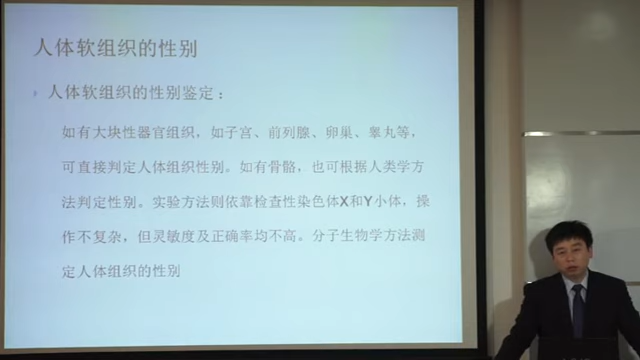 人体软组织的性别
人体软组织的性别鉴定：
如有大块性器官组织，如子宫、前列腺、卵巢、睾丸等，
可直接判定人体组织性别。如有骨骼，也可根据人类学方
法判定性别。实验方法则依靠检查性染色体X和Y小体，操
作不复杂，但灵敏度及正确率均不高。分子生物学方法测
定人体组织的性别